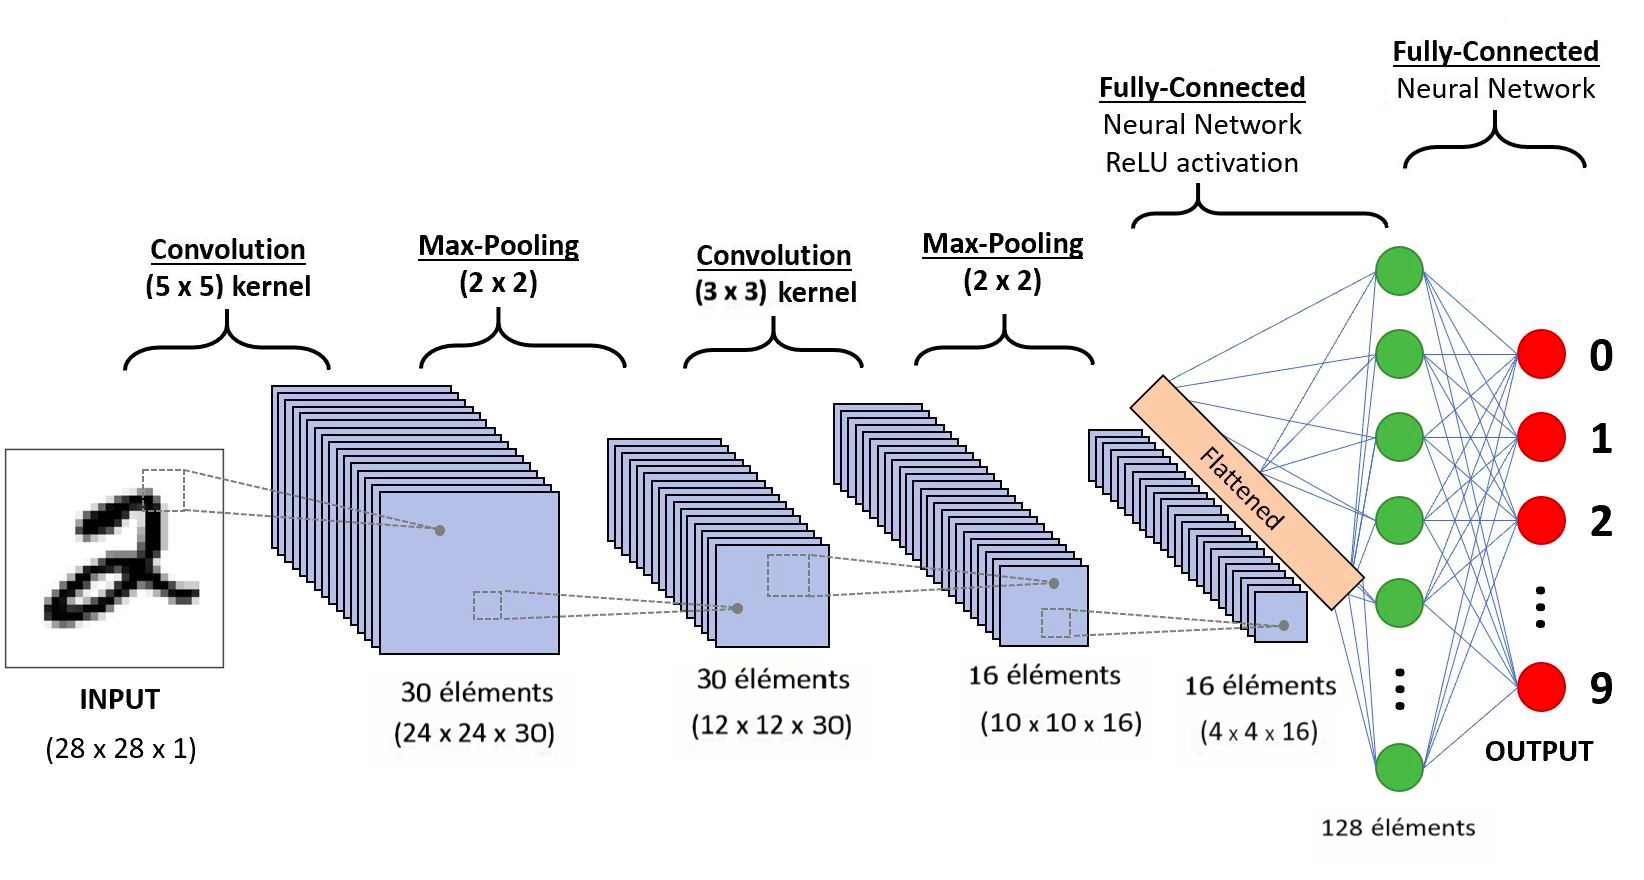 Convolution
(5 x 5) kernel
Max-Pooling
(2 x 2)
Convolution
(3 x 3) kernel
Max-Pooling
(2 x 2)
Fully-Connected
Neural Network
ReLU activation
Fully-Connected
Neural Network
INPUT
(28 x 28 x 1)
30 éléments
(24 x 24 x 30)
30 éléments
(12 x 12 x 30)
16 éléments
(10 x 10 x 16)
16 éléments
(4 x 4 x 16)
Flattened
128 éléments
0
1
2
9
OUTPUT